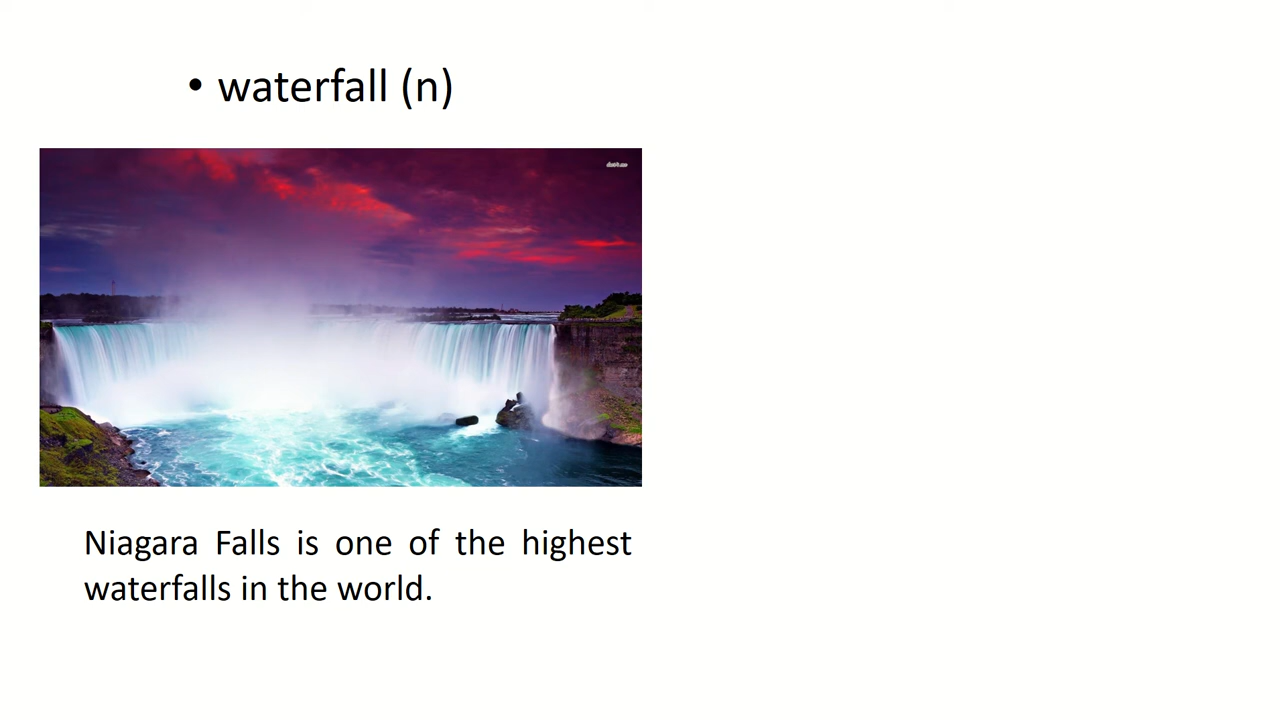 • waterfall (n)
Niagara Falls is one of the highest
waterfalls in the world.